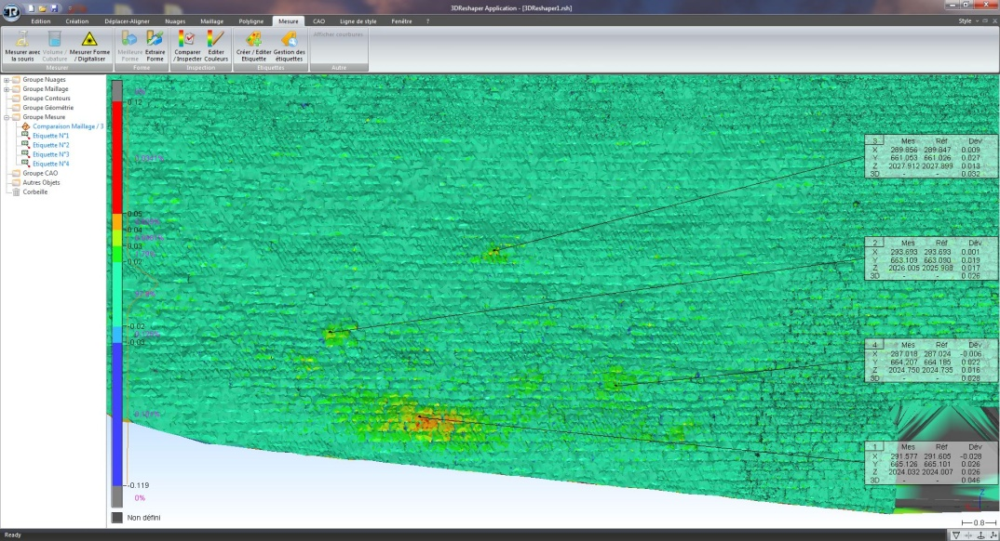 3DReshaper Application - [3DReshaper1.rsh]
Edition Création Déplacer-Aligner Nuages Maillage Polyligne Mesure CAO Ligne de style Fenêtre ? Style
Mesurer avec la souris
Volume / Cubature
Mesurer Forme / Digitaliser
Meilleure Forme
Extraire Forme
Comparer / Inspecter
Editer Couleurs
Créer / Editer Etiquette
Gestion des étiquettes
Afficher courbures
Mesurer Forme Inspection Etiquettes Autre
Groupe Nuages
Groupe Maillage
Groupe Contours
Groupe Géométrie
Groupe Mesure
Comparaison Maillage / 3
Etiquette N°1
Etiquette N°2
Etiquette N°3
Etiquette N°4
Groupe CAO
Autres Objets
Corbeille
0.12
0.05
0.04
0.03
0.02
-0.02
-0.03
-0.119
0%
Non défini
3 Mes Réf Dév
X 289.856 289.847 0.009
Y 661.053 661.026 0.027
Z 2027.912 2027.899 0.013
3D - - 0.032
2 Mes Réf Dév
X 293.693 293.693 0.001
Y 663.109 663.090 0.019
Z 2026.005 2025.988 0.017
3D - - 0.026
4 Mes Réf Dév
X 287.018 287.024 -0.006
Y 664.207 664.185 0.022
Z 2024.750 2024.735 0.016
3D - - 0.028
1 Mes Réf Dév
X 291.577 291.605 -0.028
Y 665.126 665.101 0.026
Z 2024.032 2024.007 0.026
3D - - 0.046
Z
0.8
Ready